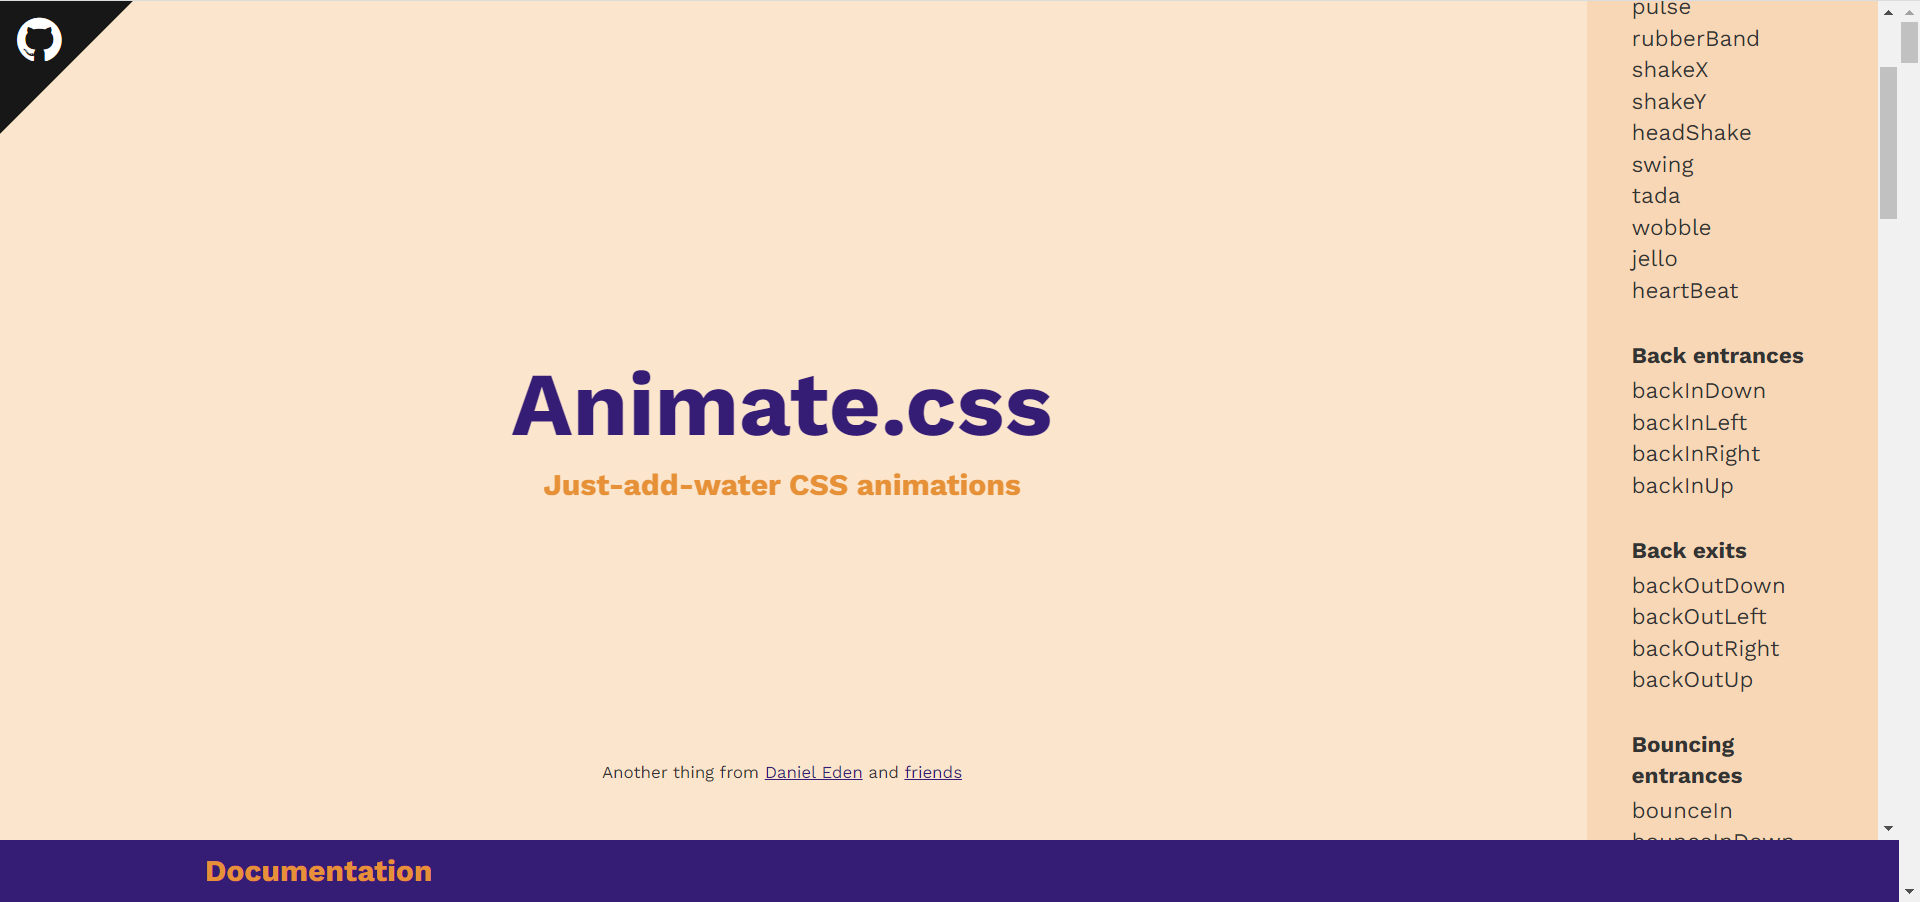 Animate.css
Just-add-water CSS animations
Another thing from Daniel Eden and friends
pulse
rubberBand
shakeX
shakeY
headShake
swing
tada
wobble
jello
heartBeat
Back entrances
backInDown
backInLeft
backInRight
backInUp
Back exits
backOutDown
backOutLeft
backOutRight
backOutUp
Bouncing
entrances
bounceIn
bounceInDown
Documentation